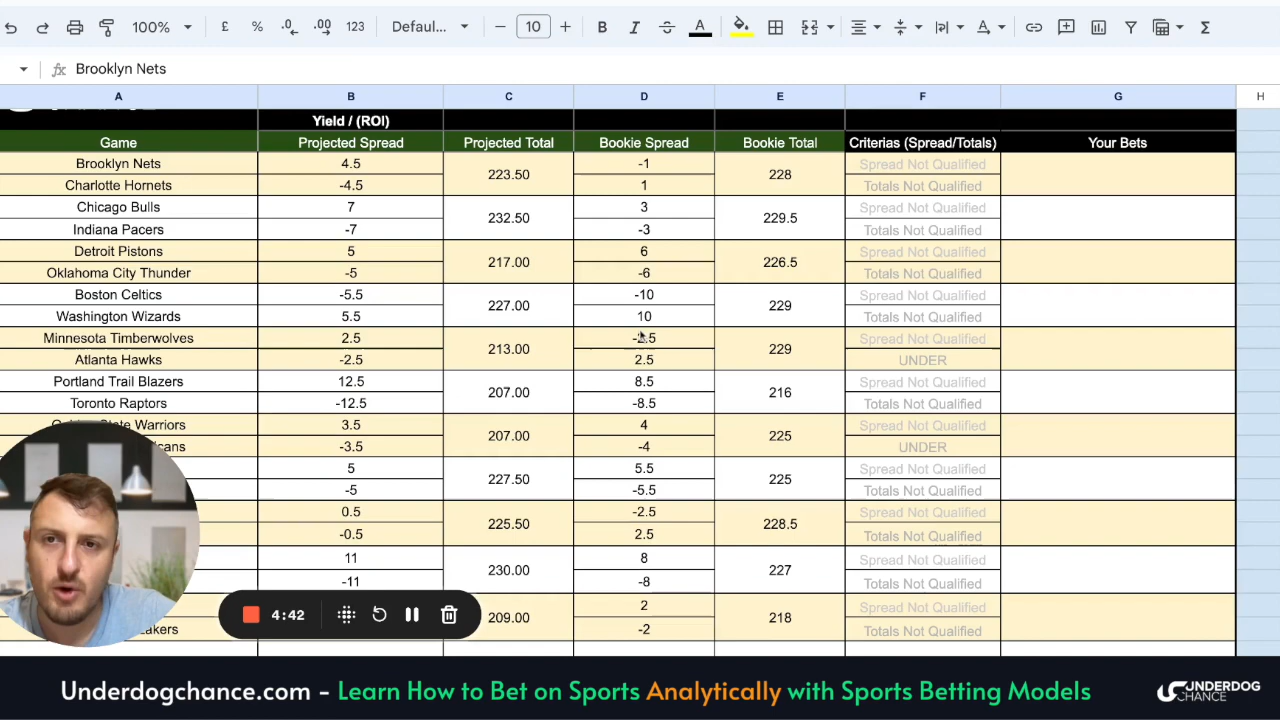 100% £ % .0 .00 123 Defaul... 10 B I A Σ
fx Brooklyn Nets
A B C D E F G H
Yield / (ROI)
Game Projected Spread Projected Total Bookie Spread Bookie Total Criterias (Spread/Totals) Your Bets
Brooklyn Nets 4.5 223.50 -1 228 Spread Not Qualified
Charlotte Hornets -4.5 1 Totals Not Qualified
Chicago Bulls 7 232.50 3 229.5 Spread Not Qualified
Indiana Pacers -7 -3 Totals Not Qualified
Detroit Pistons 5 217.00 6 226.5 Spread Not Qualified
Oklahoma City Thunder -5 -6 Totals Not Qualified
Boston Celtics -5.5 227.00 -10 229 Spread Not Qualified
Washington Wizards 5.5 10 Totals Not Qualified
Minnesota Timberwolves 2.5 213.00 -2.5 229 Spread Not Qualified
Atlanta Hawks -2.5 2.5 UNDER
Portland Trail Blazers 12.5 207.00 8.5 216 Spread Not Qualified
Toronto Raptors -12.5 -8.5 Totals Not Qualified
State Warriors 3.5 207.00 4 225 Spread Not Qualified
-3.5 -4 UNDER
5 227.50 5.5 225 Spread Not Qualified
-5 -5.5 Totals Not Qualified
0.5 225.50 -2.5 228.5 Spread Not Qualified
-0.5 2.5 Totals Not Qualified
11 230.00 8 227 Spread Not Qualified
-11 -8 Totals Not Qualified
209.00 2 218 Spread Not Qualified
-2 Totals Not Qualified
4:42
Underdogchance.com - Learn How to Bet on Sports Analytically with Sports Betting Models
UNDERDOG
CHANCE